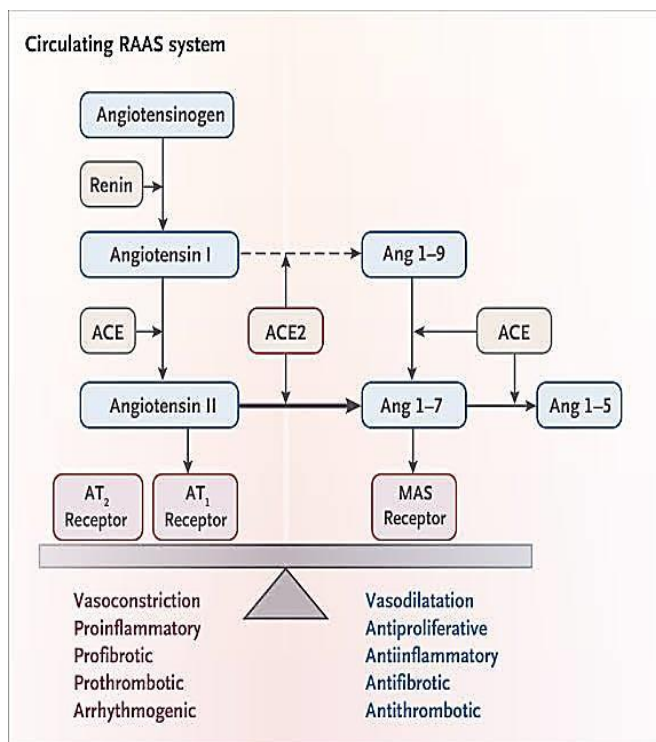 Circulating RAAS system
Angiotensinogen
Renin
Angiotensin I
Ang 1–9
ACE
ACE2
ACE
Angiotensin II
Ang 1–7
Ang 1–5
AT2
Receptor
AT1
Receptor
MAS
Receptor
Vasoconstriction
Proinflammatory
Profibrotic
Prothrombotic
Arrhythmogenic
Vasodilatation
Antiproliferative
Antiinflammatory
Antifibrotic
Antithrombotic